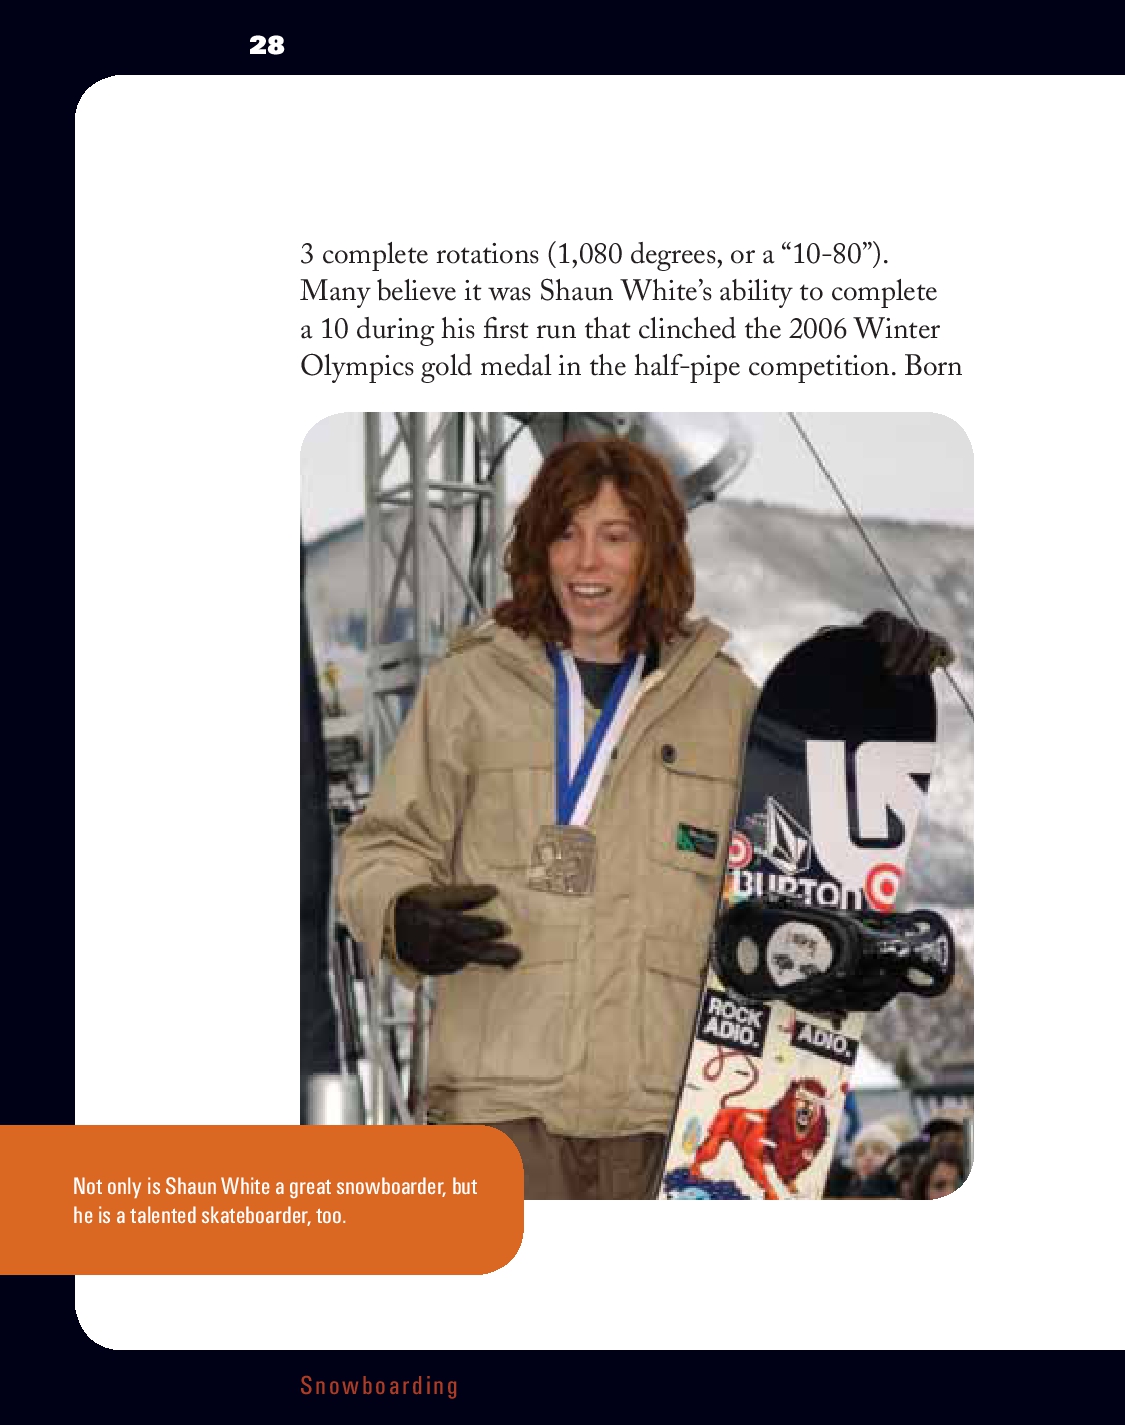 28
3 complete rotations (1,080 degrees, or a “10-80”).
Many believe it was Shaun White’s ability to complete
a 10 during his first run that clinched the 2006 Winter
Olympics gold medal in the half-pipe competition. Born
BURTON
ROCK
ADIO.
ADIO.
Not only is Shaun White a great snowboarder, but
he is a talented skateboarder, too.
Snowboarding